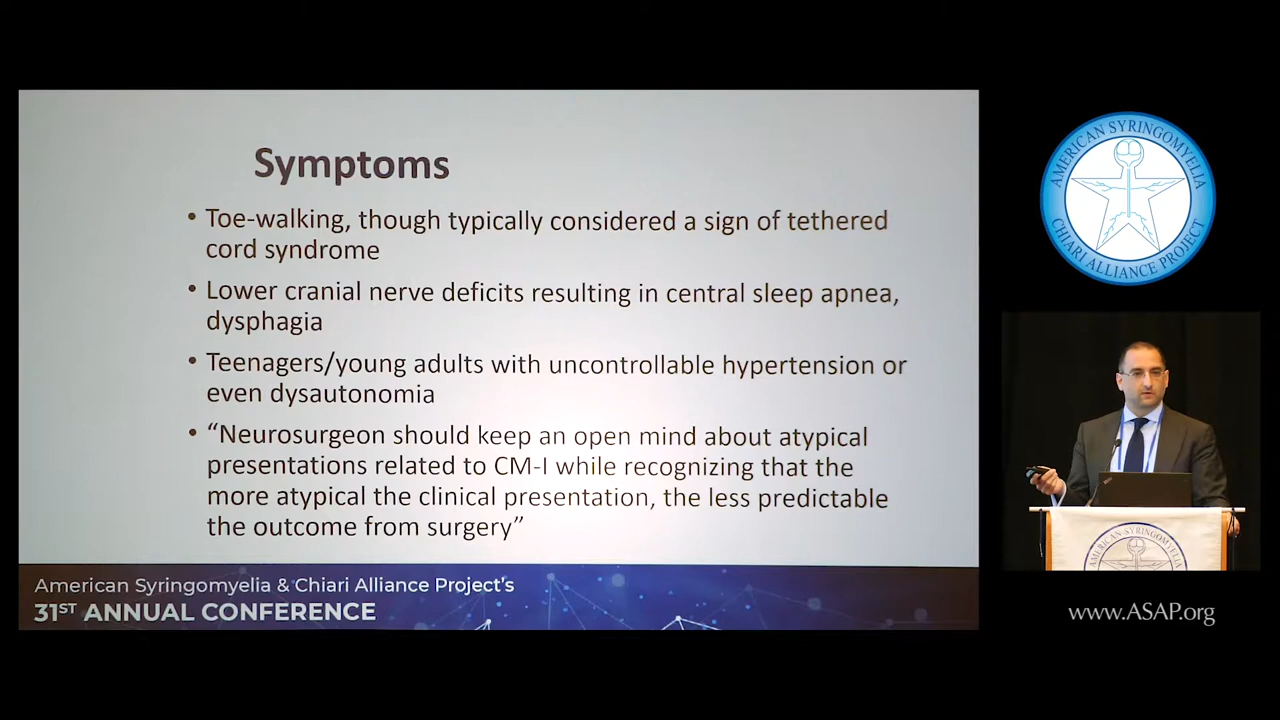 Symptoms
• Toe-walking, though typically considered a sign of tethered
cord syndrome
• Lower cranial nerve deficits resulting in central sleep apnea,
dysphagia
• Teenagers/young adults with uncontrollable hypertension or
even dysautonomia
• “Neurosurgeon should keep an open mind about atypical
presentations related to CM-I while recognizing that the
more atypical the clinical presentation, the less predictable
the outcome from surgery”
American Syringomyelia & Chiari Alliance Project's
31ST ANNUAL CONFERENCE
AMERICAN SYRINGOMYELIA
CHIARI ALLIANCE PROJECT
AMERICAN SYRINGOMYELIA
www.ASAP.org